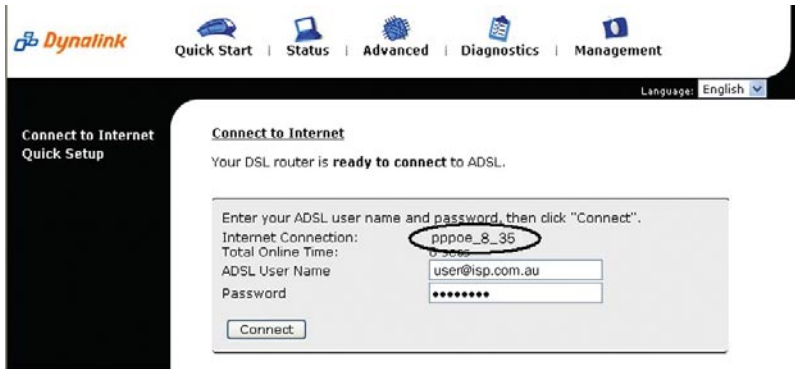 Dynalink
Quick Start | Status | Advanced | Diagnostics | Management
Language: English
Connect to Internet
Quick Setup
Connect to Internet
Your DSL router is ready to connect to ADSL.
Enter your ADSL user name and password, then click "Connect".
Internet Connection: pppoe_8_35
Total Online Time: 0 secs
ADSL User Name user@isp.com.au
Password ••••••••
Connect